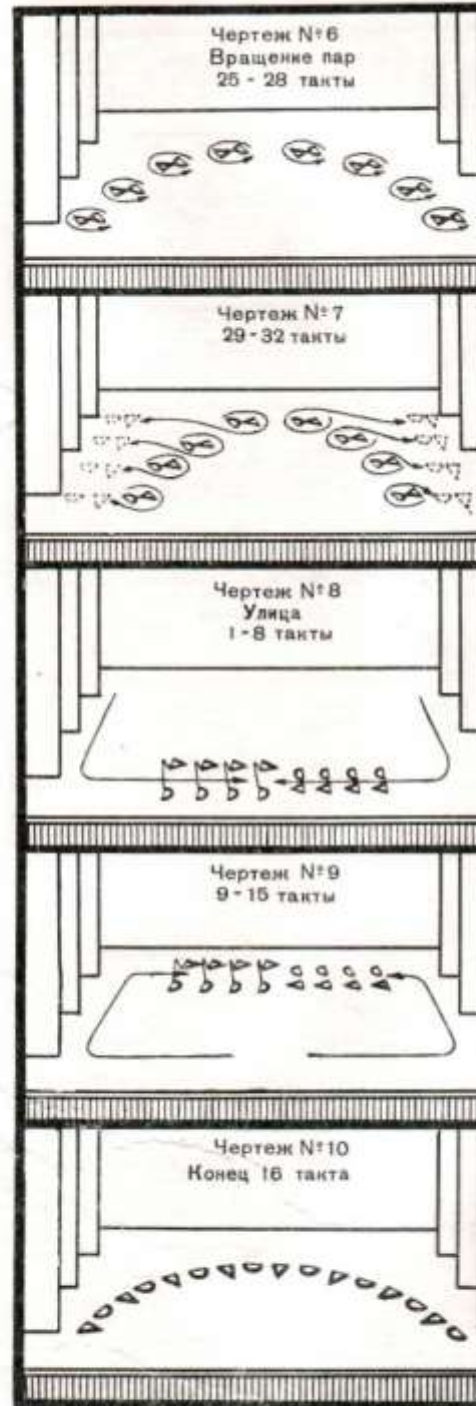 Чертеж №6
Вращение пар
25 - 28 такты
Чертеж №7
29-32 такты
Чертеж №8
Улица
1-8 такты
Чертеж №9
9-15 такты
Чертеж №10
Конец 16 такта